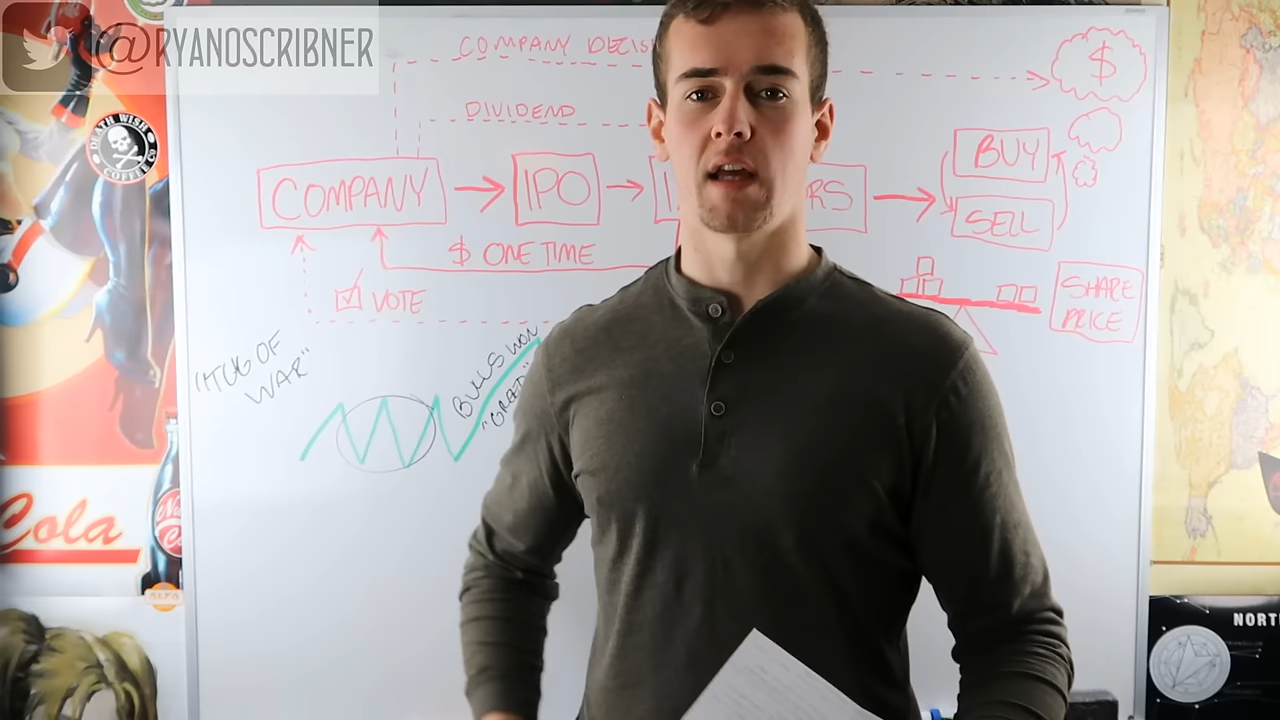 @RYANOSCRIBNER
COMPANY DECIS
$
DIVIDEND
DEATH WISH
COFFEE CO
COMPANY
IPO
RS
BUY
SELL
$ ONE TIME
VOTE
SHARE
PRICE
"TUG OF
WAR"
BULLS WON
Cola
NORT